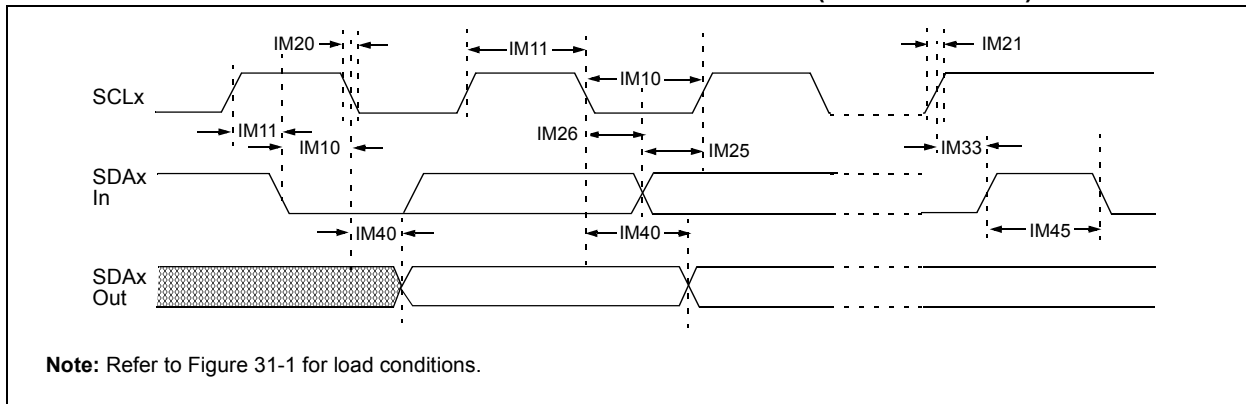 IM20
IM11
IM21
IM10
SCLx
IM11
IM26
IM10
IM25
IM33
SDAx
In
IM40
IM40
IM45
SDAx
Out
Note: Refer to Figure 31-1 for load conditions.